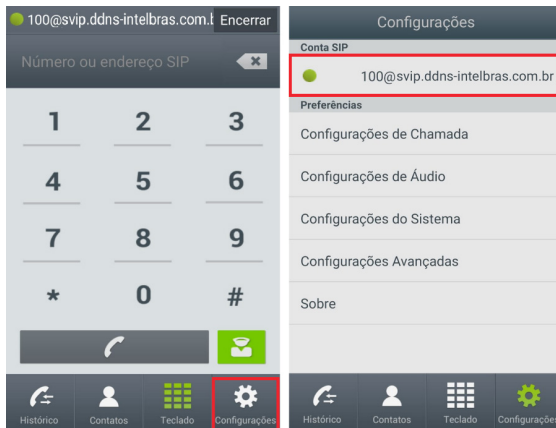 100@svip.ddns-intelbras.com.b
Encerrar
Número ou endereço SIP
1 2 3
4 5 6
7 8 9
* 0 #
Histórico Contatos Teclado Configurações
Configurações
Conta SIP
100@svip.ddns-intelbras.com.br
Preferências
Configurações de Chamada
Configurações de Áudio
Configurações do Sistema
Configurações Avançadas
Sobre
Histórico Contatos Teclado Configurações